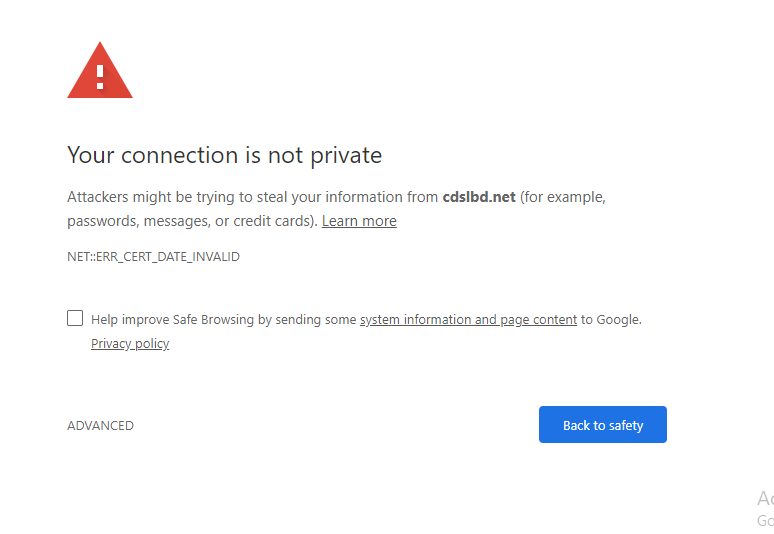 Your connection is not private
Attackers might be trying to steal your information from cdslbd.net (for example,
passwords, messages, or credit cards). Learn more
NET::ERR_CERT_DATE_INVALID
Help improve Safe Browsing by sending some system information and page content to Google.
Privacy policy
ADVANCED
Back to safety